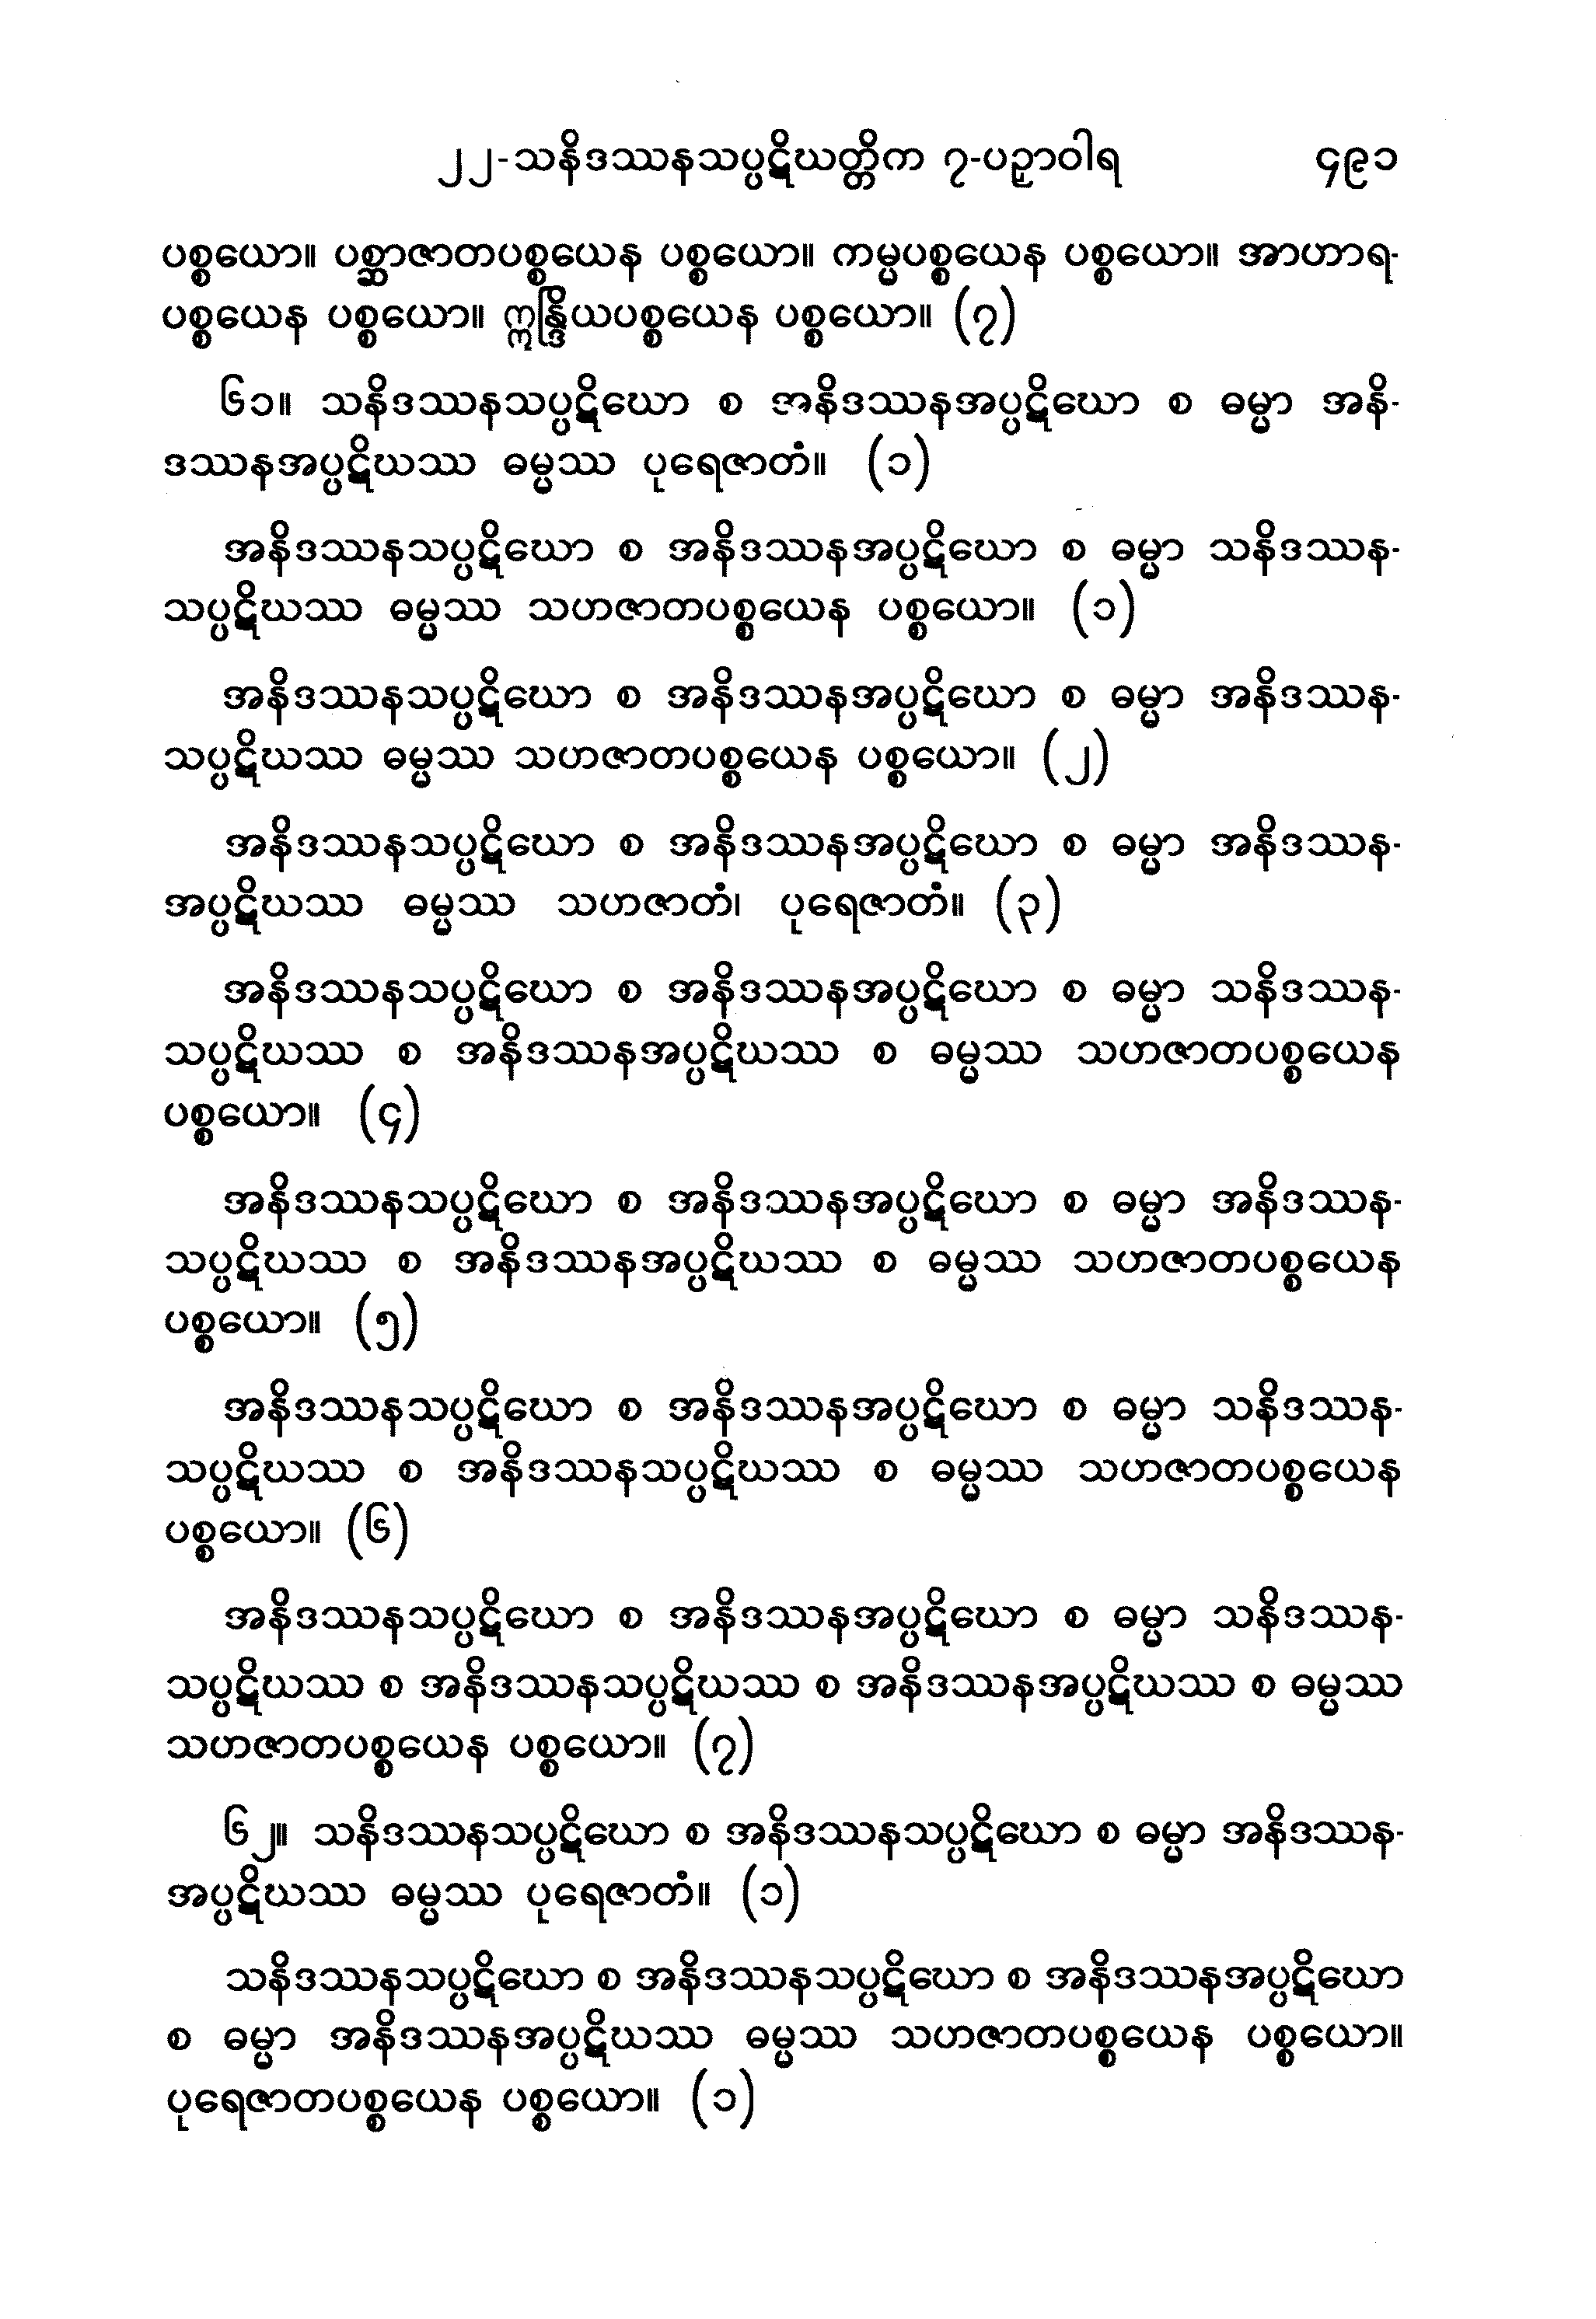 ၂၂-သနိဒဿနသပ္ပဋိဃတ္တိက ၇-ပဉှာဝါရ ၄၉၁
ပစ္စယော။ ပစ္ဆာဇာတပစ္စယေန ပစ္စယော။ ကမ္မပစ္စယေန ပစ္စယော။ အာဟာရ-
ပစ္စယေန ပစ္စယော။ ဣန္ဒြိယပစ္စယေန ပစ္စယော။ (၇)
၆၁။ သနိဒဿနသပ္ပဋိဃော စ အနိဒဿနအပ္ပဋိဃော စ ဓမ္မာ အနိ-
ဒဿနအပ္ပဋိဃဿ ဓမ္မဿ ပုရေဇာတံ။ (၁)
အနိဒဿနသပ္ပဋိဃော စ အနိဒဿနအပ္ပဋိဃော စ ဓမ္မာ သနိဒဿန-
သပ္ပဋိဃဿ ဓမ္မဿ သဟဇာတပစ္စယေန ပစ္စယော။ (၁)
အနိဒဿနသပ္ပဋိဃော စ အနိဒဿနအပ္ပဋိဃော စ ဓမ္မာ အနိဒဿန-
သပ္ပဋိဃဿ ဓမ္မဿ သဟဇာတပစ္စယေန ပစ္စယော။ (၂)
အနိဒဿနသပ္ပဋိဃော စ အနိဒဿနအပ္ပဋိဃော စ ဓမ္မာ အနိဒဿန-
အပ္ပဋိဃဿ ဓမ္မဿ သဟဇာတံ၊ ပုရေဇာတံ။ (၃)
အနိဒဿနသပ္ပဋိဃော စ အနိဒဿနအပ္ပဋိဃော စ ဓမ္မာ သနိဒဿန-
သပ္ပဋိဃဿ စ အနိဒဿနအပ္ပဋိဃဿ စ ဓမ္မဿ သဟဇာတပစ္စယေန
ပစ္စယော။ (၄)
အနိဒဿနသပ္ပဋိဃော စ အနိဒဿနအပ္ပဋိဃော စ ဓမ္မာ အနိဒဿန-
သပ္ပဋိဃဿ စ အနိဒဿနအပ္ပဋိဃဿ စ ဓမ္မဿ သဟဇာတပစ္စယေန
ပစ္စယော။ (၅)
အနိဒဿနသပ္ပဋိဃော စ အနိဒဿနအပ္ပဋိဃော စ ဓမ္မာ သနိဒဿန-
သပ္ပဋိဃဿ စ အနိဒဿနသပ္ပဋိဃဿ စ ဓမ္မဿ သဟဇာတပစ္စယေန
ပစ္စယော။ (၆)
အနိဒဿနသပ္ပဋိဃော စ အနိဒဿနအပ္ပဋိဃော စ ဓမ္မာ သနိဒဿန-
သပ္ပဋိဃဿ စ အနိဒဿနသပ္ပဋိဃဿ စ အနိဒဿနအပ္ပဋိဃဿ စ ဓမ္မဿ
သဟဇာတပစ္စယေန ပစ္စယော။ (၇)
၆၂။ သနိဒဿနသပ္ပဋိဃော စ အနိဒဿနသပ္ပဋိဃော စ ဓမ္မာ အနိဒဿန-
အပ္ပဋိဃဿ ဓမ္မဿ ပုရေဇာတံ။ (၁)
သနိဒဿနသပ္ပဋိဃော စ အနိဒဿနသပ္ပဋိဃော စ အနိဒဿနအပ္ပဋိဃော
စ ဓမ္မာ အနိဒဿနအပ္ပဋိဃဿ ဓမ္မဿ သဟဇာတပစ္စယေန ပစ္စယော။
ပုရေဇာတပစ္စယေန ပစ္စယော။ (၁)